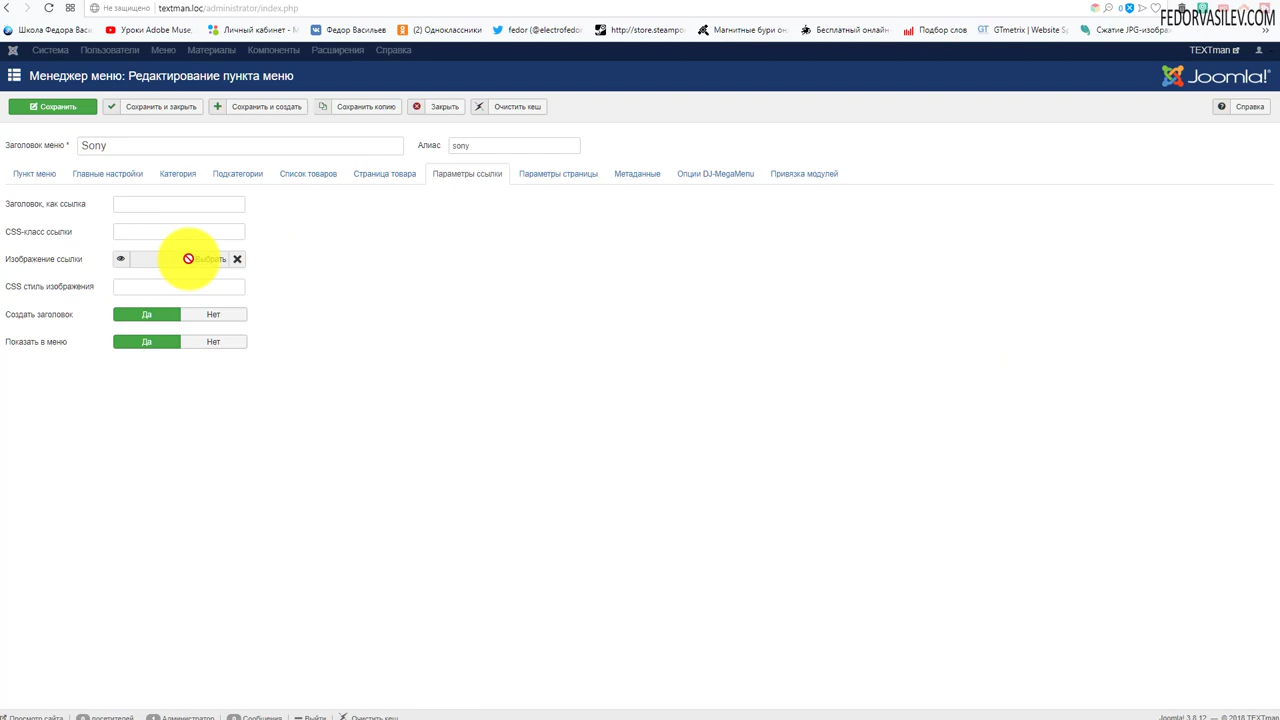 Не защищено textman.loc/administrator/index.php
FEDORVASILEV.COM
Школа Федора Васи Уроки Adobe Muse, Личный кабинет - М Федор Васильев (2) Одноклассники fedor (@electrofedor http://store.steampo Магнитные бури он Бесплатный онлайн Подбор слов GTmetrix | Website Sp Сжатие JPG-изобра
Система Пользователи Меню Материалы Компоненты Расширения Справка TEXTman
Менеджер меню: Редактирование пункта меню Joomla!
Сохранить Сохранить и закрыть Сохранить и создать Сохранить копию Закрыть Очистить кеш Справка
Заголовок меню * Sony Алиас sony
Пункт меню Главные настройки Категория Подкатегории Список товаров Страница товара Параметры ссылки Параметры страницы Метаданные Опции DJ-MegaMenu Привязка модулей
Заголовок, как ссылка
CSS-класс ссылки
Изображение ссылки Выбрать
CSS стиль изображения
Создать заголовок Да Нет
Показать в меню Да Нет
Просмотр сайта 0 посетителей 1 Администратор 0 Сообщения Выйти Очистить кеш Joomla! 3.8.12 — © 2018 TEXTman